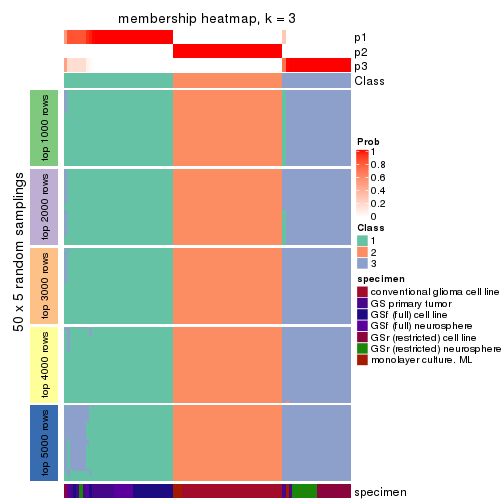 membership heatmap, k = 3
p1
p2
p3
Class
50 x 5 random samplings
top 1000 rows
top 2000 rows
top 3000 rows
top 4000 rows
top 5000 rows
specimen
Prob
1
0.8
0.6
0.4
0.2
0
Class
1
2
3
specimen
conventional glioma cell line
GS primary tumor
GSf (full) cell line
GSf (full) neurosphere
GSr (restricted) cell line
GSr (restricted) neurosphere
monolayer culture. ML